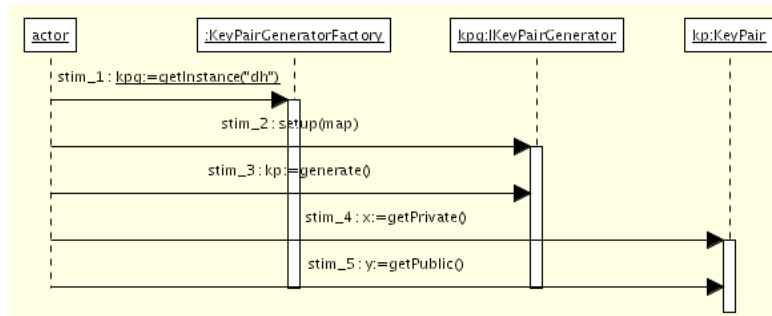 actor :KeyPairGeneratorFactory kpg:IKeyPairGenerator kp:KeyPair
stim_1 : kpg:=getInstance("dh")
stim_2 : setup(map)
stim_3 : kp:=generate()
stim_4 : x:=getPrivate()
stim_5 : y:=getPublic()